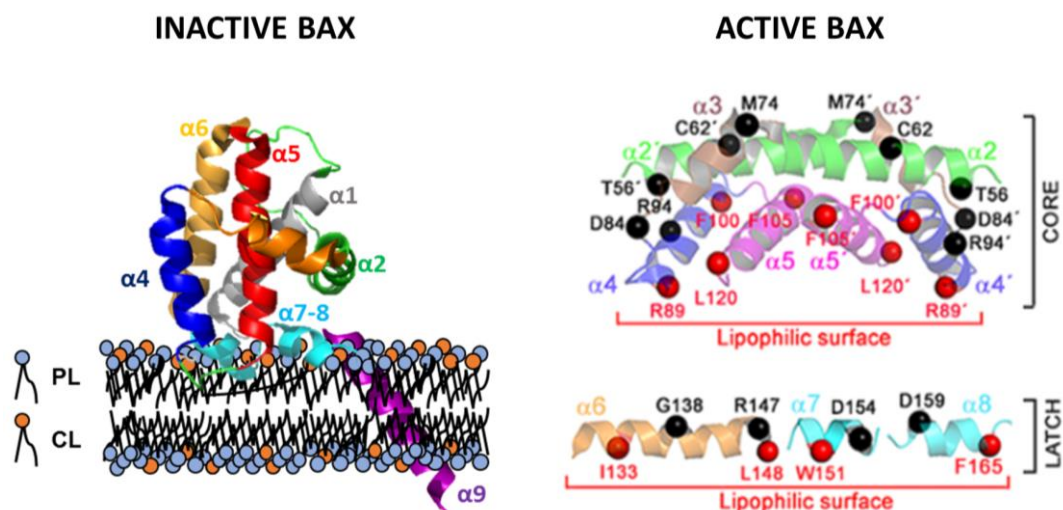 INACTIVE BAX
α6
α5
α1
α4
α2
α7-8
PL
CL
α9
ACTIVE BAX
α3 M74 M74´ α3´
C62´ C62
α2´ α2
T56´ T56
R94 F100 F105 F100´
D84 F105´ D84´
R94´
α5 α5´
α4 L120 L120´ α4´
R89 R89´
Lipophilic surface
CORE
α6 G138 R147 α7 D154 D159 α8
I133 L148 W151 F165
Lipophilic surface
LATCH